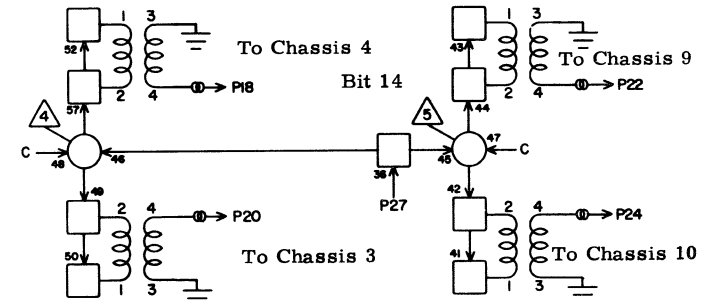 1 3 1 3
52 To Chassis 4 43 To Chassis 9
2 4 P18 Bit 14 2 4 P22
57 44
4 5
C 48 46 36 45 47 C
P27
49 42
2 4 P20 2 4 P24
50 To Chassis 3 41 To Chassis 10
1 3 1 3